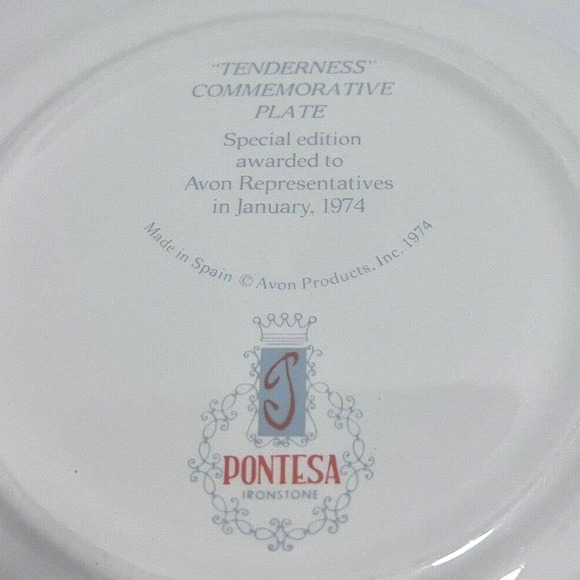 "TENDERNESS"
COMMEMORATIVE
PLATE
Special edition
awarded to
Avon Representatives
in January, 1974
Made in Spain © Avon Products, Inc. 1974
PONTESA
IRONSTONE